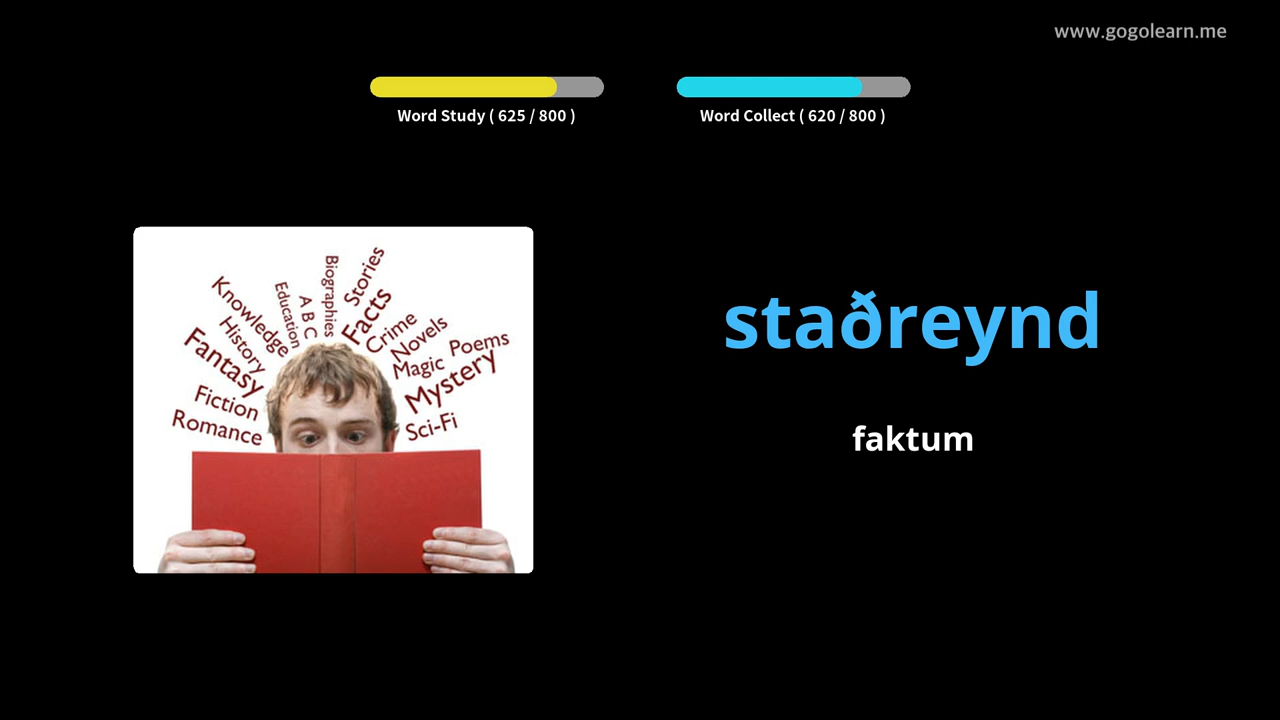 www.gogolearn.me
Word Study ( 625 / 800 )
Word Collect ( 620 / 800 )
Knowledge
History
Fantasy
Fiction
Romance
Education
A B C
Biographies
Stories
Facts
Crime
Novels
Magic
Poems
Mystery
Sci-Fi
staðreynd
faktum